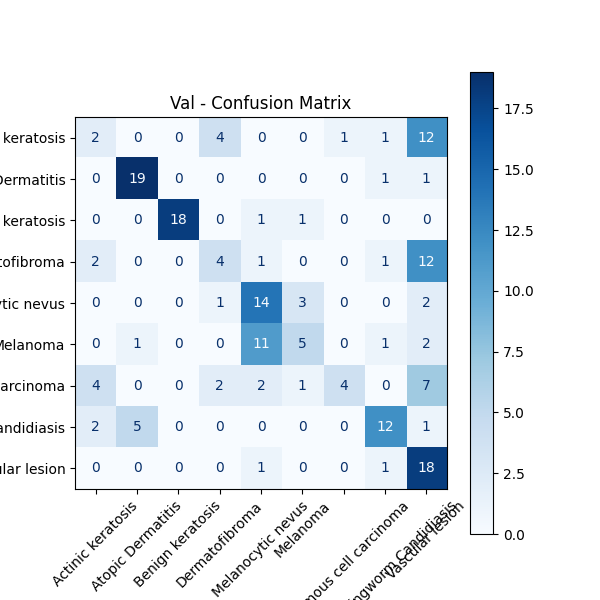 Val - Confusion Matrix
keratosis 2 0 0 4 0 0 1 1 12
Dermatitis 0 19 0 0 0 0 0 1 1
keratosis 0 0 18 0 1 1 0 0 0
tofibroma 2 0 0 4 1 0 0 1 12
ytic nevus 0 0 0 1 14 3 0 0 2
Melanoma 0 1 0 0 11 5 0 1 2
arcinoma 4 0 0 2 2 1 4 0 7
andidiasis 2 5 0 0 0 0 0 12 1
ular lesion 0 0 0 0 1 0 0 1 18
Actinic keratosis
Atopic Dermatitis
Benign keratosis
Dermatofibroma
Melanocytic nevus
Melanoma
mous cell carcinoma
ngworm Candidiasis
Vascular lesion
17.5
15.0
12.5
10.0
7.5
5.0
2.5
0.0